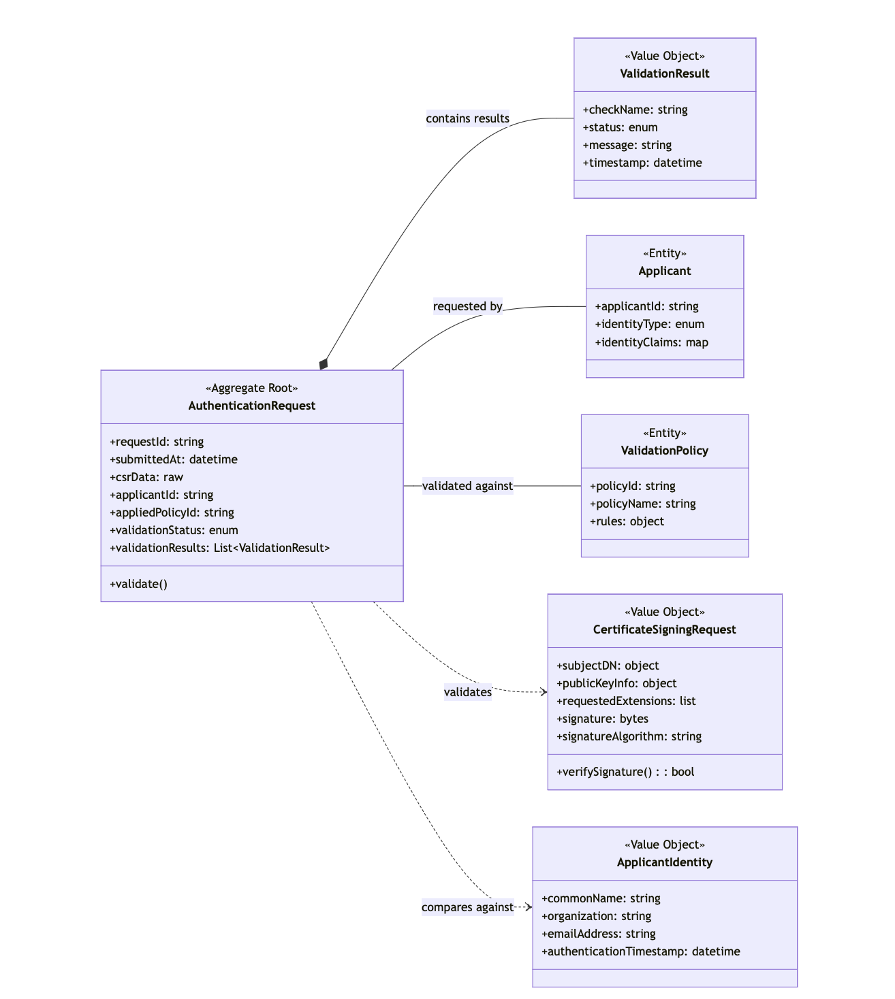 «Value Object»
ValidationResult
+checkName: string
+status: enum
+message: string
+timestamp: datetime
contains results
«Entity»
Applicant
+applicantId: string
+identityType: enum
+identityClaims: map
requested by
«Aggregate Root»
AuthenticationRequest
+requestId: string
+submittedAt: datetime
+csrData: raw
+applicantId: string
+appliedPolicyId: string
+validationStatus: enum
+validationResults: List<ValidationResult>
+validate()
validated against
«Entity»
ValidationPolicy
+policyId: string
+policyName: string
+rules: object
validates
«Value Object»
CertificateSigningRequest
+subjectDN: object
+publicKeyInfo: object
+requestedExtensions: list
+signature: bytes
+signatureAlgorithm: string
+verifySignature() : : bool
compares against
«Value Object»
ApplicantIdentity
+commonName: string
+organization: string
+emailAddress: string
+authenticationTimestamp: datetime